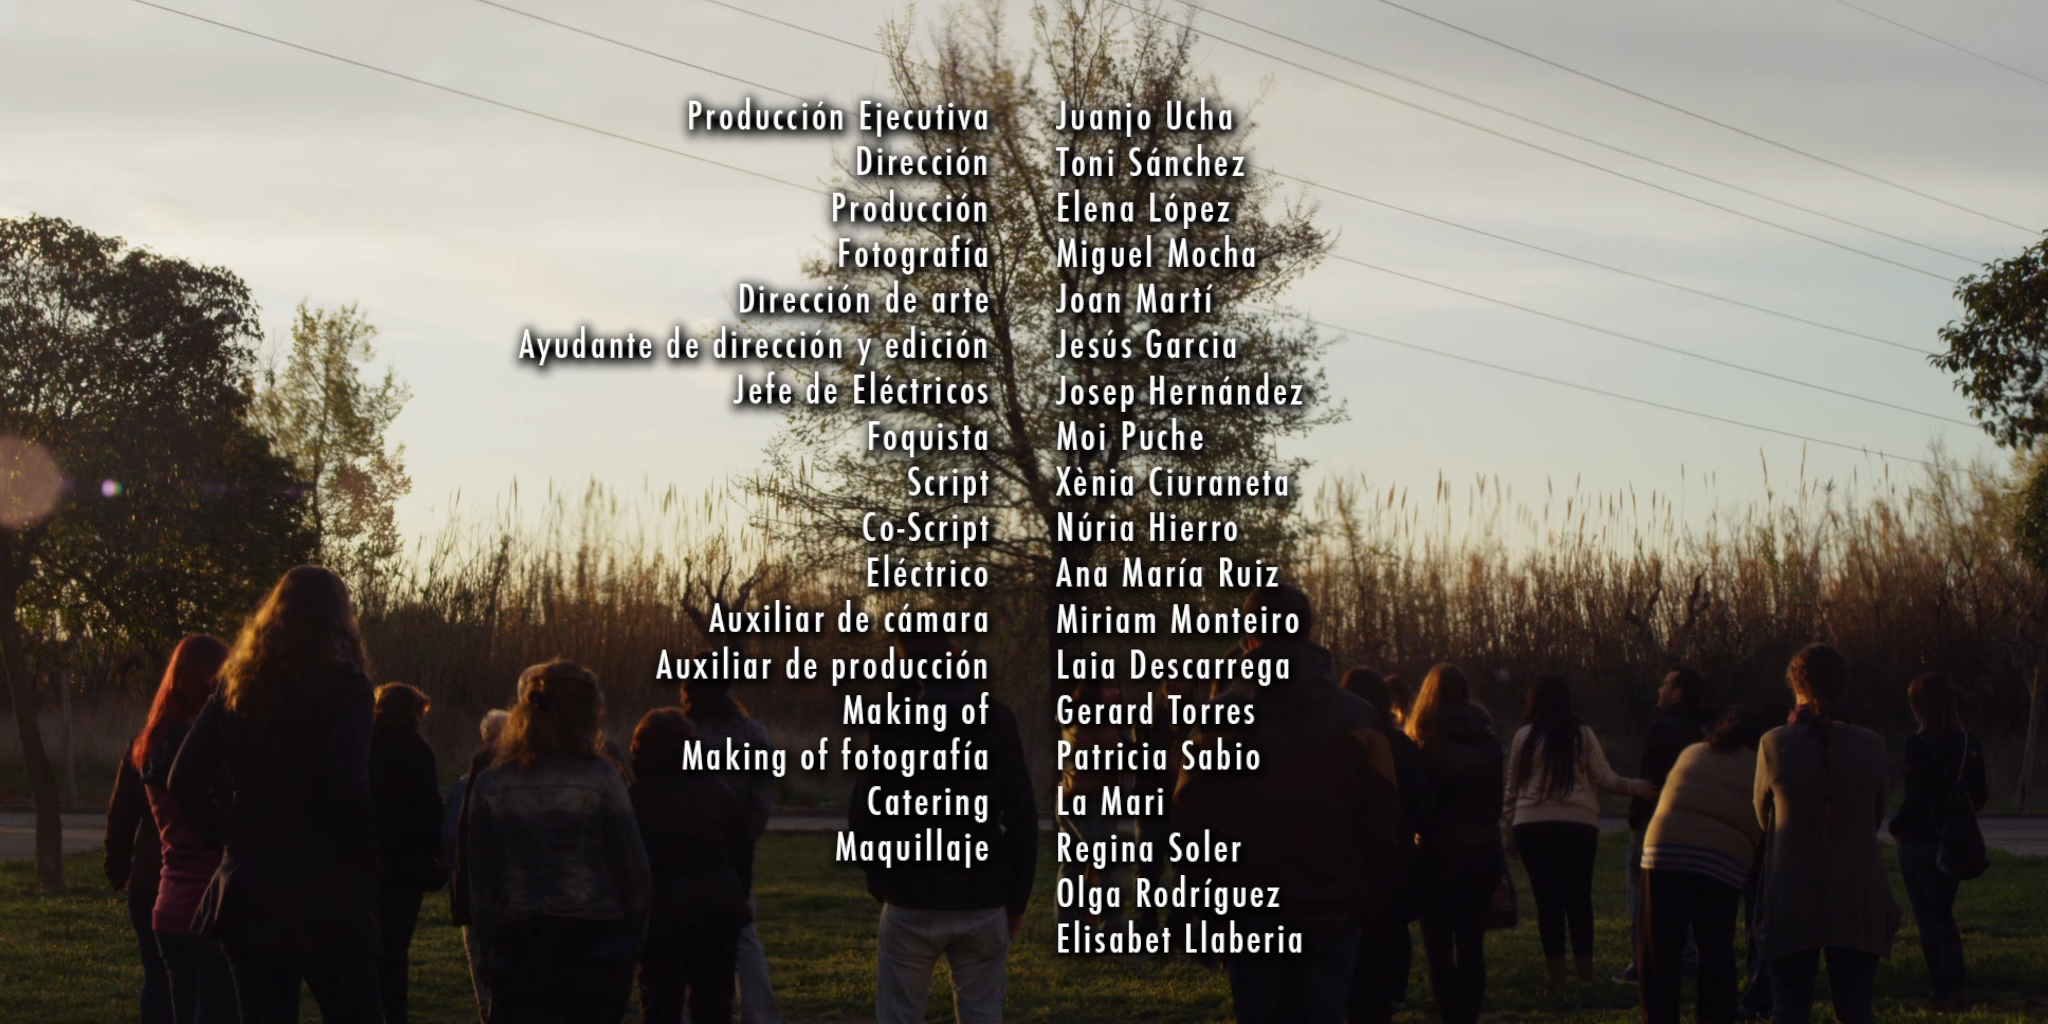 Producción Ejecutiva Juanjo Ucha
Dirección Toni Sánchez
Producción Elena López
Fotografía Miguel Mocha
Dirección de arte Joan Martí
Ayudante de dirección y edición Jesús Garcia
Jefe de Eléctricos Josep Hernández
Foquista Moi Puche
Script Xènia Ciuraneta
Co-Script Núria Hierro
Eléctrico Ana María Ruiz
Auxiliar de cámara Miriam Monteiro
Auxiliar de producción Laia Descarrega
Making of Gerard Torres
Making of fotografía Patricia Sabio
Catering La Mari
Maquillaje Regina Soler
Olga Rodríguez
Elisabet Llaberia